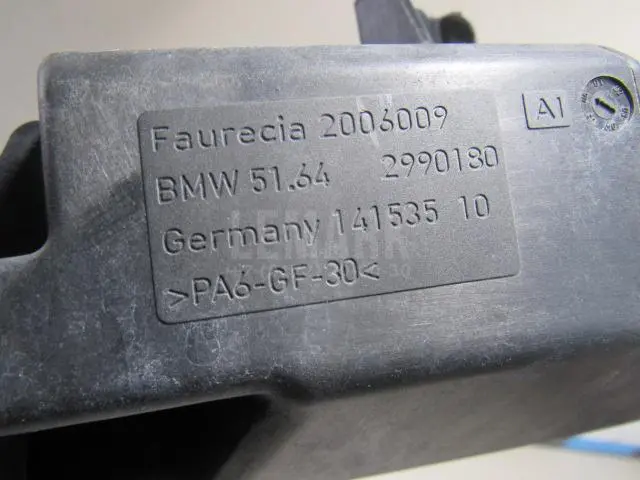 Faurecia 2006009
A1
BMW 51.64 2990180
Germany 141535 10
>PA6-GF-30<